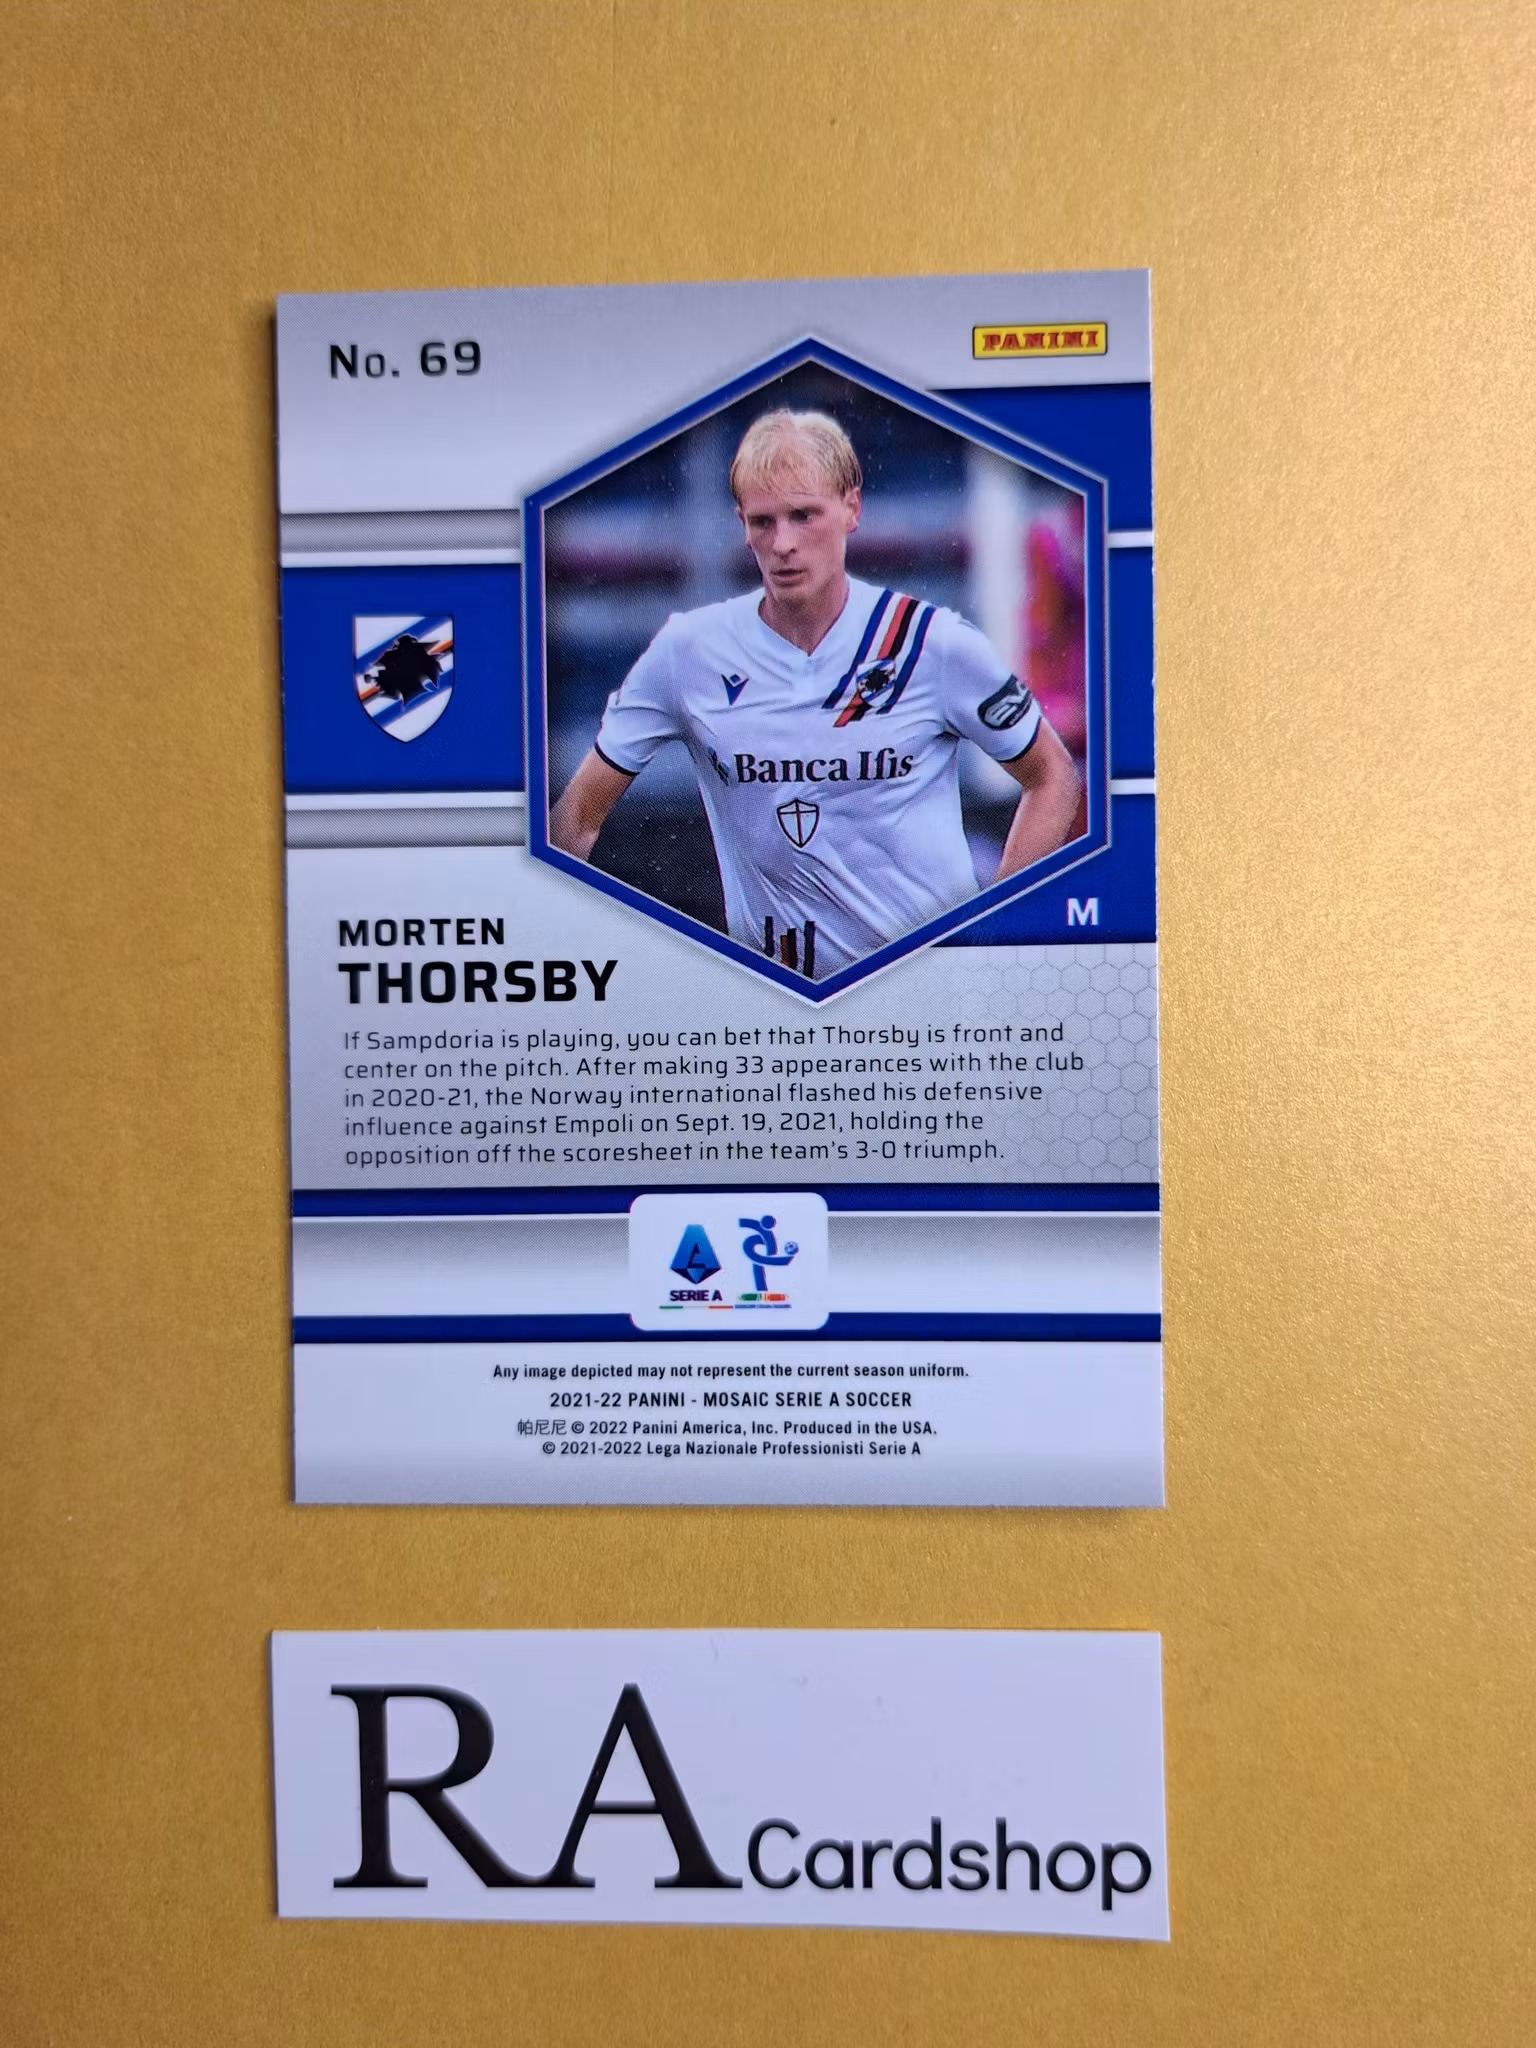 No. 69
PANINI
Banca Ifis
M
MORTEN
THORSBY
If Sampdoria is playing, you can bet that Thorsby is front and
center on the pitch. After making 33 appearances with the club
in 2020-21, the Norway international flashed his defensive
influence against Empoli on Sept. 19, 2021, holding the
opposition off the scoresheet in the team's 3-0 triumph.
SERIE A
Any image depicted may not represent the current season uniform.
2021-22 PANINI - MOSAIC SERIE A SOCCER
帕尼尼 © 2022 Panini America, Inc. Produced in the USA.
© 2021-2022 Lega Nazionale Professionisti Serie A
RA Cardshop